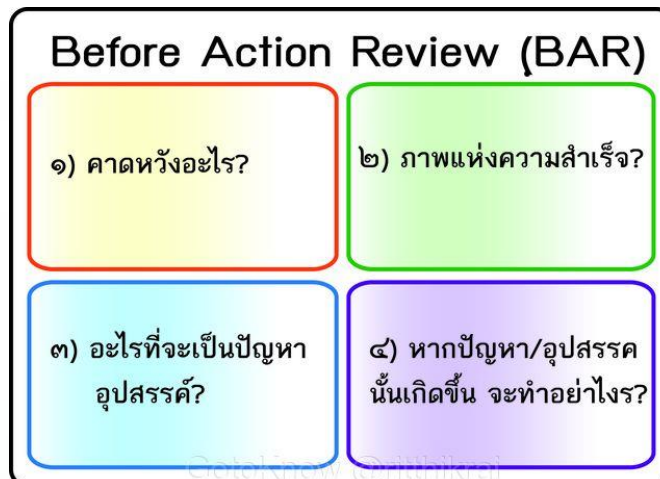 Before Action Review (BAR)
๑) คาดหวังอะไร?
๒) ภาพแห่งความสำเร็จ?
๓) อะไรที่จะเป็นปัญหา
อุปสรรค์?
๔) หากปัญหา/อุปสรรค
นั้นเกิดขึ้น จะทำอย่าไงร?
GotoKnow @ritthikrai